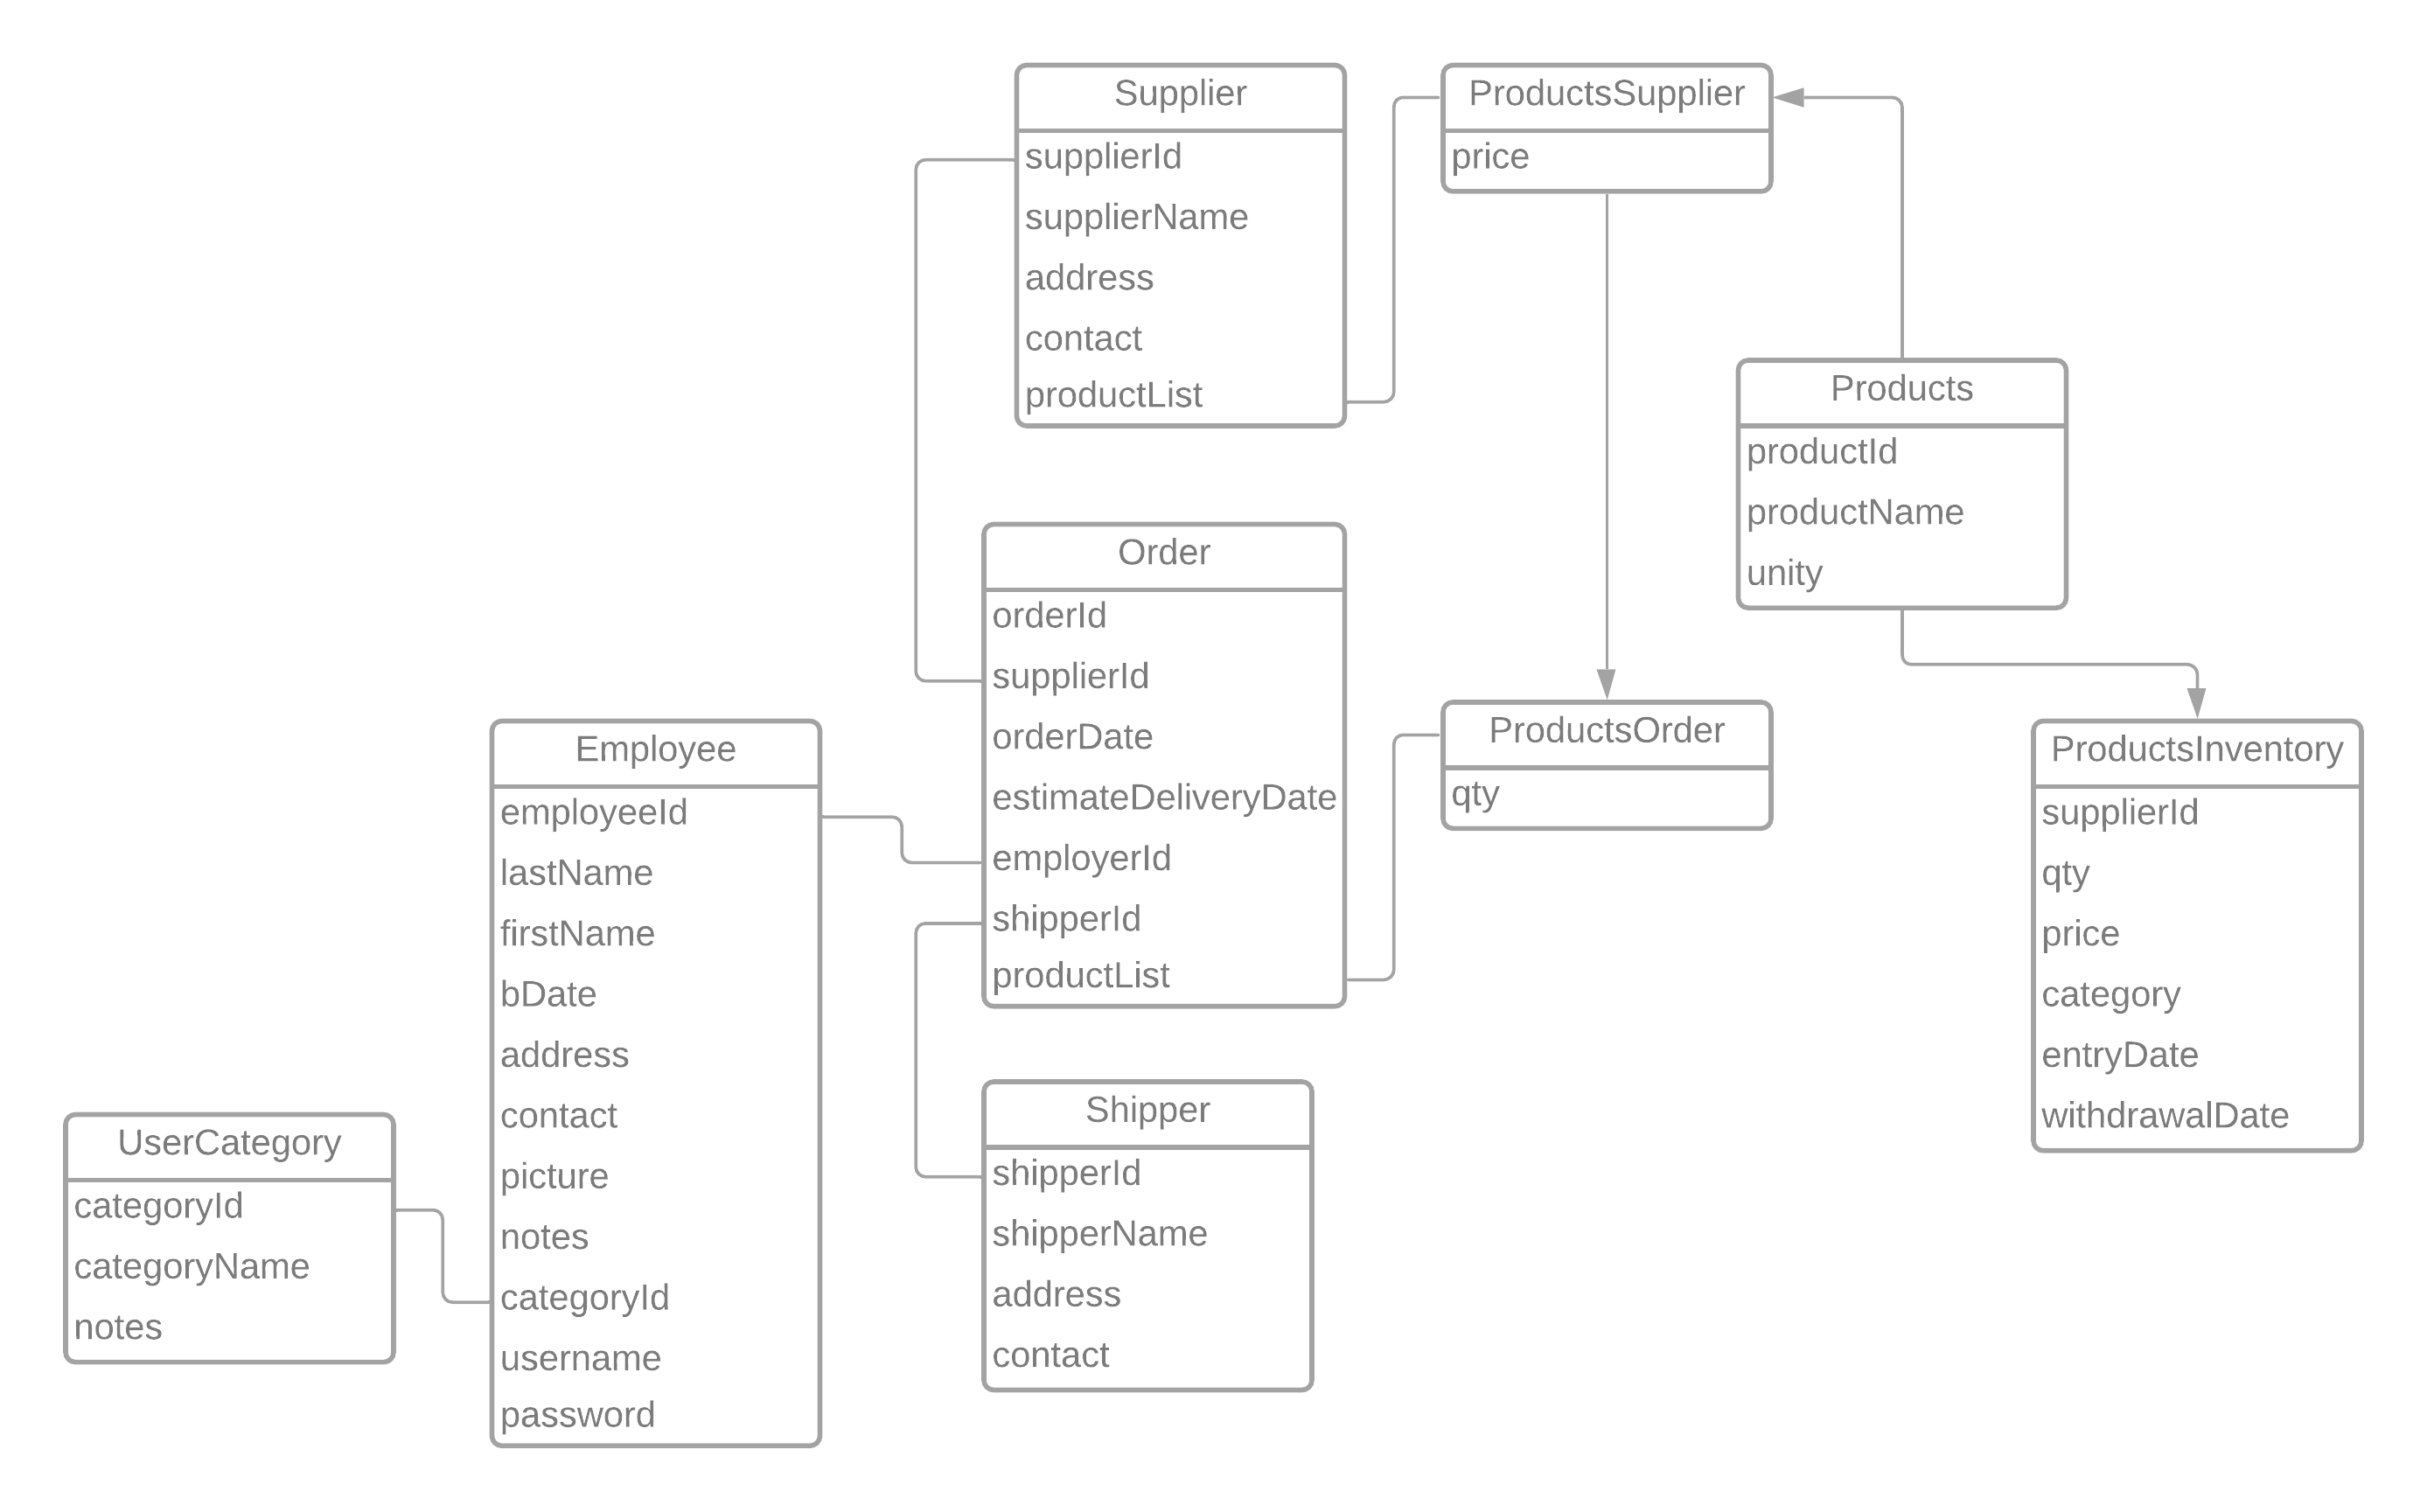 Supplier
supplierId
supplierName
address
contact
productList
ProductsSupplier
price
Products
productId
productName
unity
Order
orderId
supplierId
orderDate
estimateDeliveryDate
employerId
shipperId
productList
ProductsOrder
qty
ProductsInventory
supplierId
qty
price
category
entryDate
withdrawalDate
Employee
employeeId
lastName
firstName
bDate
address
contact
picture
notes
categoryId
username
password
Shipper
shipperId
shipperName
address
contact
UserCategory
categoryId
categoryName
notes